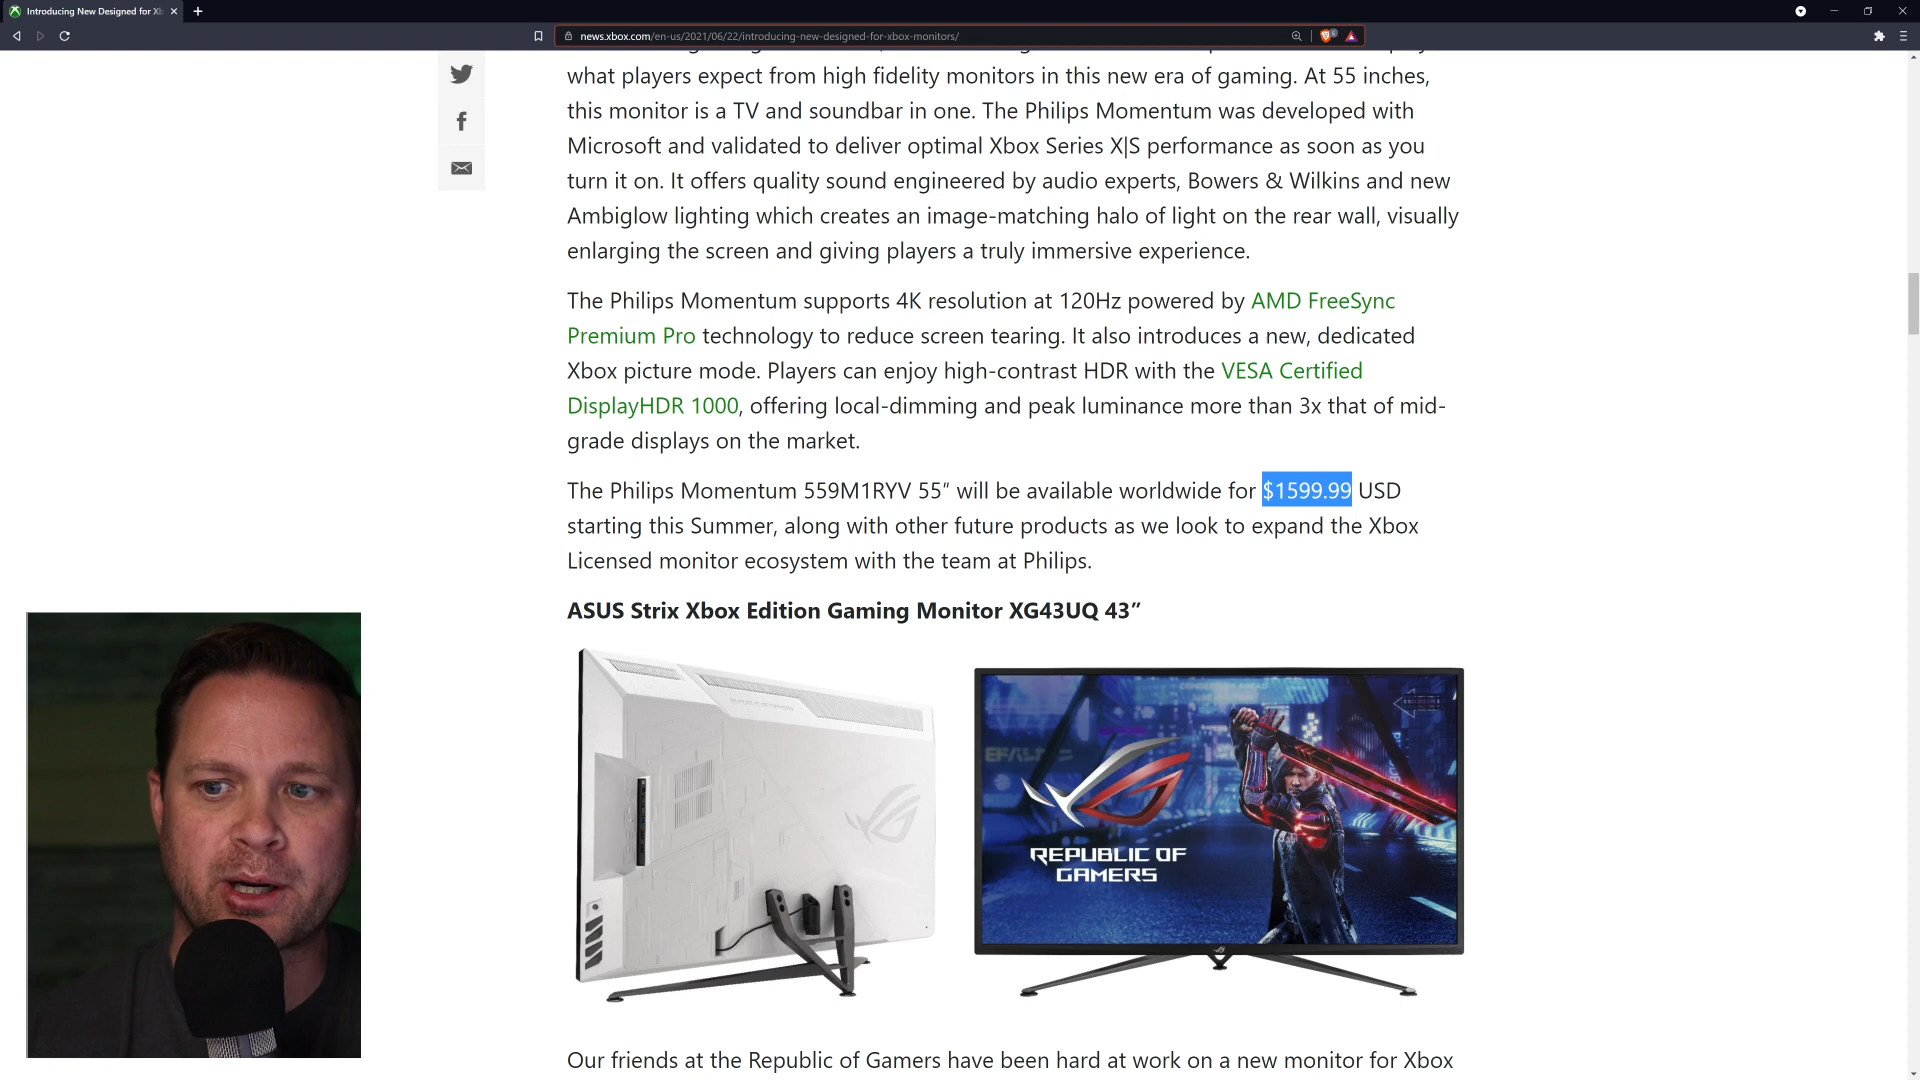 Introducing New Designed for Xb
news.xbox.com/en-us/2021/06/22/introducing-new-designed-for-xbox-monitors/
what players expect from high fidelity monitors in this new era of gaming. At 55 inches,
this monitor is a TV and soundbar in one. The Philips Momentum was developed with
Microsoft and validated to deliver optimal Xbox Series X|S performance as soon as you
turn it on. It offers quality sound engineered by audio experts, Bowers & Wilkins and new
Ambiglow lighting which creates an image-matching halo of light on the rear wall, visually
enlarging the screen and giving players a truly immersive experience.
The Philips Momentum supports 4K resolution at 120Hz powered by AMD FreeSync
Premium Pro technology to reduce screen tearing. It also introduces a new, dedicated
Xbox picture mode. Players can enjoy high-contrast HDR with the VESA Certified
DisplayHDR 1000, offering local-dimming and peak luminance more than 3x that of mid-
grade displays on the market.
The Philips Momentum 559M1RYV 55” will be available worldwide for $1599.99 USD
starting this Summer, along with other future products as we look to expand the Xbox
Licensed monitor ecosystem with the team at Philips.
ASUS Strix Xbox Edition Gaming Monitor XG43UQ 43”
REPUBLIC OF
GAMERS
Our friends at the Republic of Gamers have been hard at work on a new monitor for Xbox